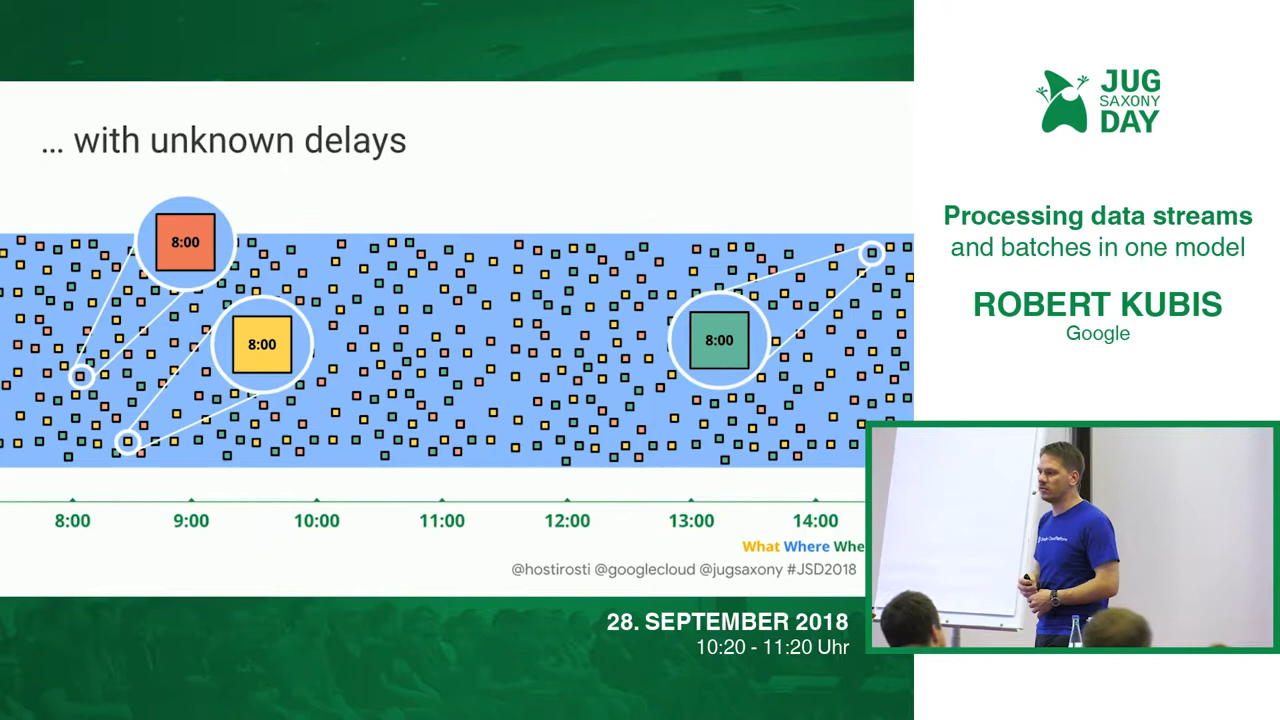 ... with unknown delays
8:00
8:00
8:00
8:00 9:00 10:00 11:00 12:00 13:00 14:00
What Where Whe
@hostirosti @googlecloud @jugsaxony #JSD2018
28. SEPTEMBER 2018
10:20 - 11:20 Uhr
JUG
SAXONY
DAY
Processing data streams
and batches in one model
ROBERT KUBIS
Google